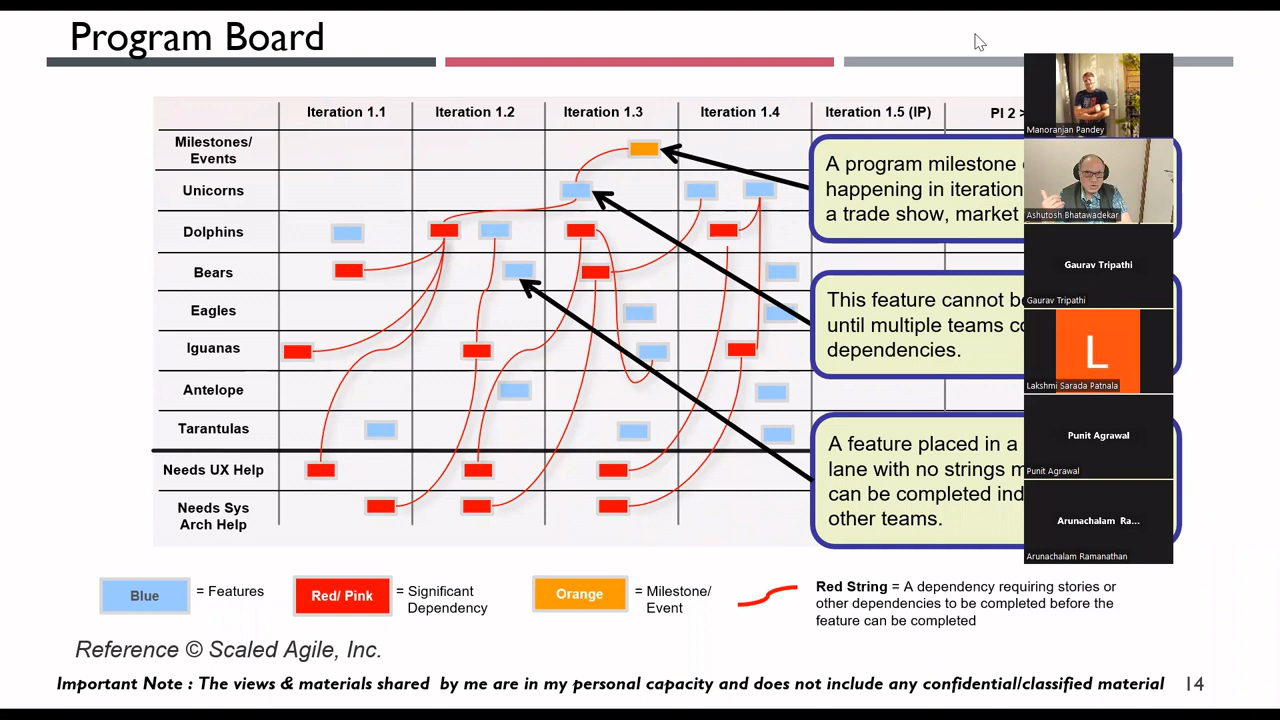 Program Board
Iteration 1.1 Iteration 1.2 Iteration 1.3 Iteration 1.4 Iteration 1.5 (IP) PI 2 >
Milestones/
Events
Unicorns
Dolphins
Bears
Eagles
Iguanas
Antelope
Tarantulas
Needs UX Help
Needs Sys
Arch Help
A program milestone
happening in iteration
a trade show, market
This feature cannot
until multiple teams
dependencies.
A feature placed in a
lane with no strings
can be completed
other teams.
Manoranjan Pandey
Ashutosh Bhatawadekar
Gaurav Tripathi
Gaurav Tripathi
L
Lakshmi Sarada Patnala
Punit Agrawal
Punit Agrawal
Arunachalam Ra...
Arunachalam Ramanathan
Blue = Features
Red/ Pink = Significant
Dependency
Orange = Milestone/
Event
Red String = A dependency requiring stories or
other dependencies to be completed before the
feature can be completed
Reference © Scaled Agile, Inc.
Important Note : The views & materials shared by me are in my personal capacity and does not include any confidential/classified material 14